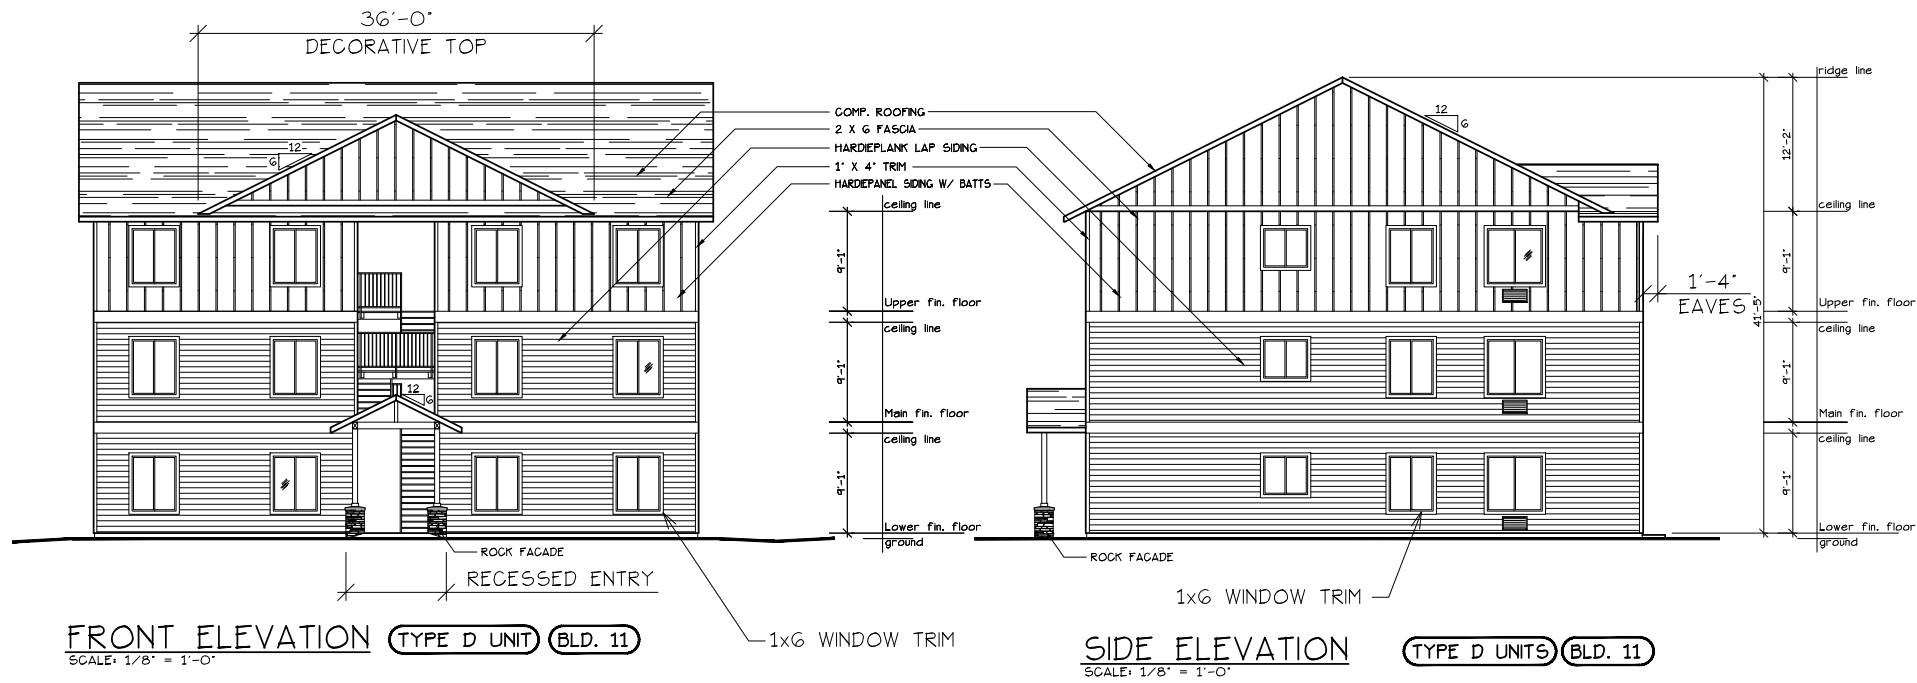 36'-0"
DECORATIVE TOP
12
6
12
6
COMP. ROOFING
2 X 6 FASCIA
HARDIEPLANK LAP SIDING
1" X 4" TRIM
HARDIEPANEL SIDING W/ BATTS
ceiling line
9'-1"
Upper fin. floor
ceiling line
9'-1"
Main fin. floor
ceiling line
9'-1"
Lower fin. floor
ground
ROCK FACADE
RECESSED ENTRY
1x6 WINDOW TRIM
FRONT ELEVATION
TYPE D UNIT
BLD. 11
SCALE: 1/8" = 1'-0"
12
6
ridge line
12'-2"
ceiling line
9'-1"
1'-4"
EAVES
41'-5"
Upper fin. floor
ceiling line
9'-1"
Main fin. floor
ceiling line
9'-1"
Lower fin. floor
ground
ROCK FACADE
1x6 WINDOW TRIM
SIDE ELEVATION
TYPE D UNITS
BLD. 11
SCALE: 1/8" = 1'-0"